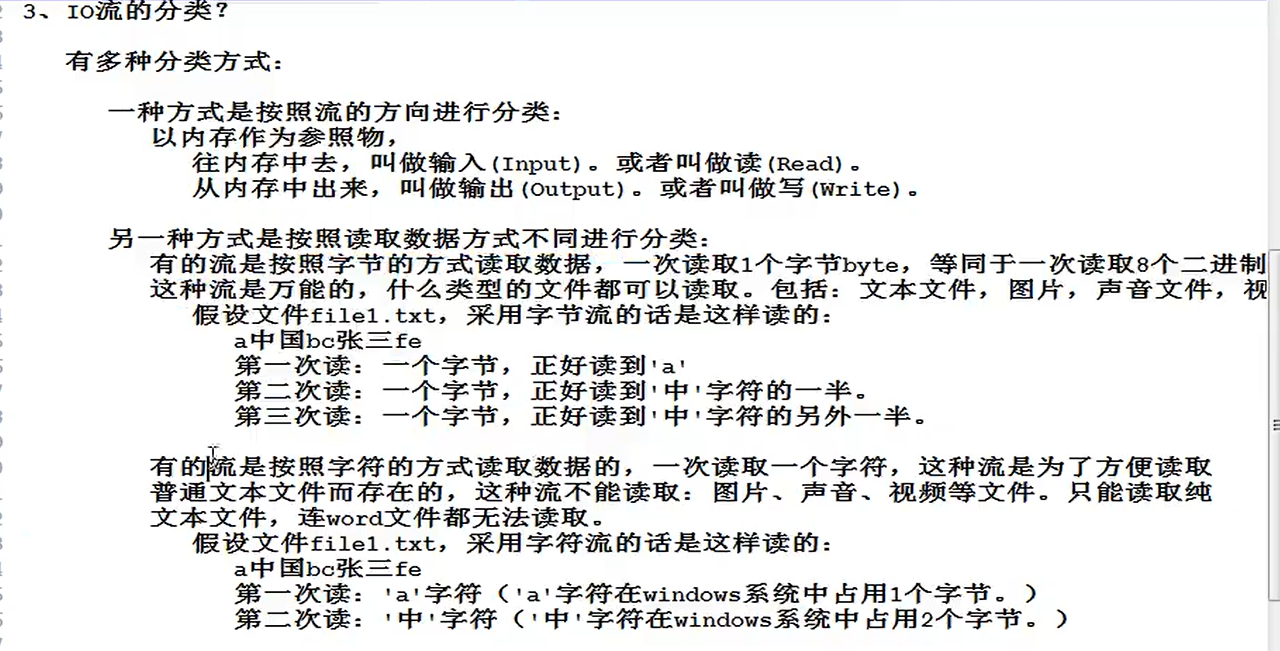 3、IO流的分类?
有多种分类方式:
一种方式是按照流的方向进行分类:
以内存作为参照物,
往内存中去, 叫做输入(Input)。或者叫做读(Read)。
从内存中出来, 叫做输出(Output)。或者叫做写(Write)。
另一种方式是按照读取数据方式不同进行分类:
有的流是按照字节的方式读取数据, 一次读取1个字节byte, 等同于一次读取8个二进制
这种流是万能的, 什么类型的文件都可以读取。包括: 文本文件, 图片, 声音文件, 视
假设文件file1.txt, 采用字节流的话是这样读的:
a中国bc张三fe
第一次读: 一个字节, 正好读到'a'
第二次读: 一个字节, 正好读到'中'字符的一半。
第三次读: 一个字节, 正好读到'中'字符的另外一半。
有的流是按照字符的方式读取数据的, 一次读取一个字符, 这种流是为了方便读取
普通文本文件而存在的, 这种流不能读取: 图片、声音、视频等文件。只能读取纯
文本文件, 连word文件都无法读取。
假设文件file1.txt, 采用字符流的话是这样读的:
a中国bc张三fe
第一次读: 'a'字符 ('a'字符在windows系统中占用1个字节。)
第二次读: '中'字符 ('中'字符在windows系统中占用2个字节。)